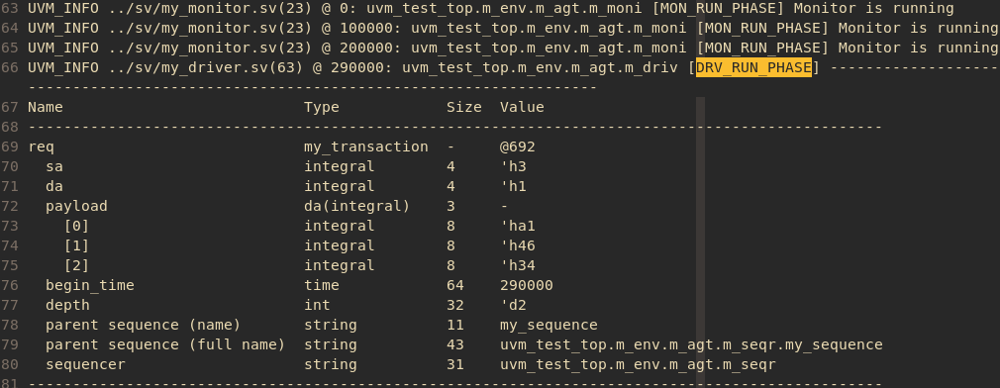 63 UVM_INFO ../sv/my_monitor.sv(23) @ 0: uvm_test_top.m_env.m_agt.m_moni [MON_RUN_PHASE] Monitor is running
64 UVM_INFO ../sv/my_monitor.sv(23) @ 100000: uvm_test_top.m_env.m_agt.m_moni [MON_RUN_PHASE] Monitor is running
65 UVM_INFO ../sv/my_monitor.sv(23) @ 200000: uvm_test_top.m_env.m_agt.m_moni [MON_RUN_PHASE] Monitor is running
66 UVM_INFO ../sv/my_driver.sv(63) @ 290000: uvm_test_top.m_env.m_agt.m_driv [DRV_RUN_PHASE] -------------------
----------------------------------------------------------------
67 Name                           Type            Size  Value
68 ------------------------------------------------------------------------------------------------
69 req                            my_transaction  -     @692
70   sa                           integral        4     'h3
71   da                           integral        4     'h1
72   payload                      da(integral)    3     -
73     [0]                        integral        8     'ha1
74     [1]                        integral        8     'h46
75     [2]                        integral        8     'h34
76   begin_time                   time            64    290000
77   depth                        int             32    'd2
78   parent sequence (name)       string          11    my_sequence
79   parent sequence (full name)  string          43    uvm_test_top.m_env.m_agt.m_seqr.my_sequence
80   sequencer                    string          31    uvm_test_top.m_env.m_agt.m_seqr
81 ------------------------------------------------------------------------------------------------